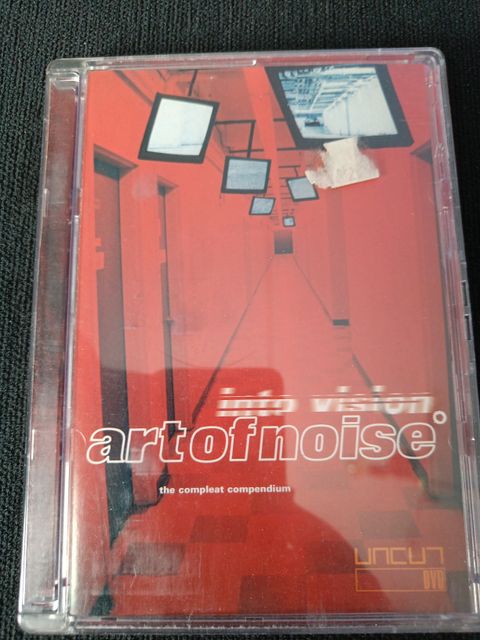 into vision
artofnoise
the compleat compendium
uncut
DVD